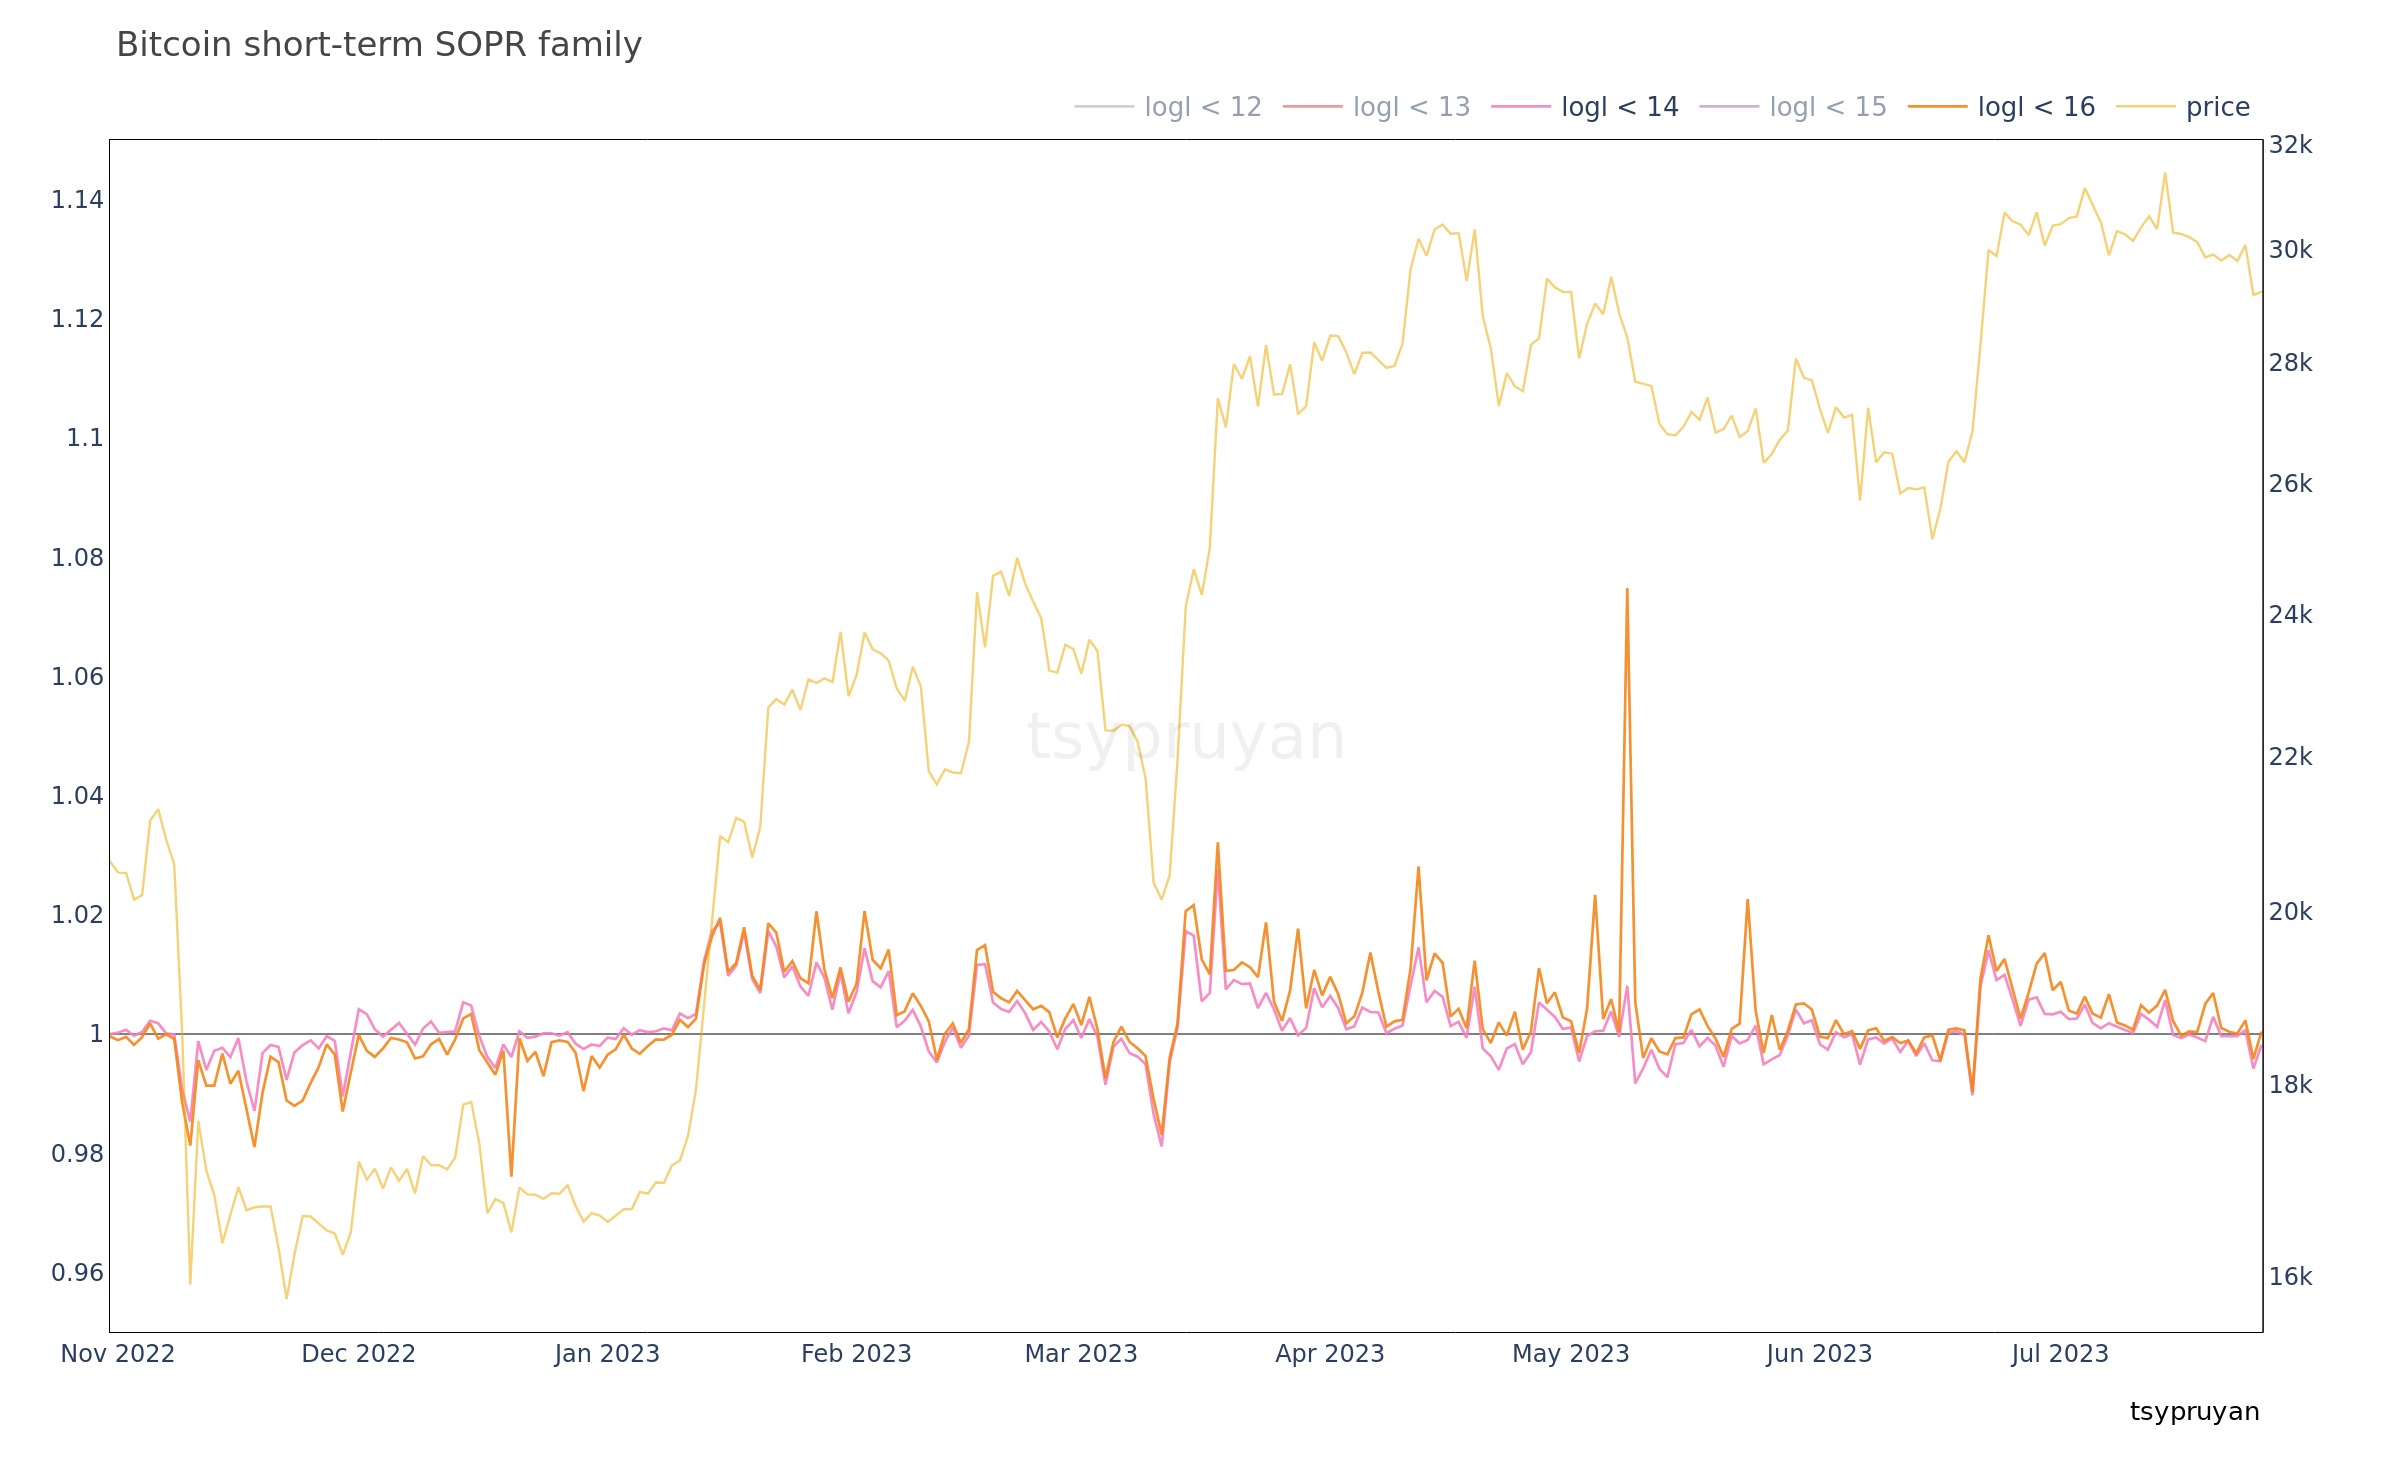 Bitcoin short-term SOPR family
logl < 12 logl < 13 logl < 14 logl < 15 logl < 16 price
32k
1.14
30k
1.12
28k
1.1
26k
1.08
24k
1.06
tsypruyan
22k
1.04
1.02
20k
1
18k
0.98
0.96
16k
Nov 2022 Dec 2022 Jan 2023 Feb 2023 Mar 2023 Apr 2023 May 2023 Jun 2023 Jul 2023
tsypruyan